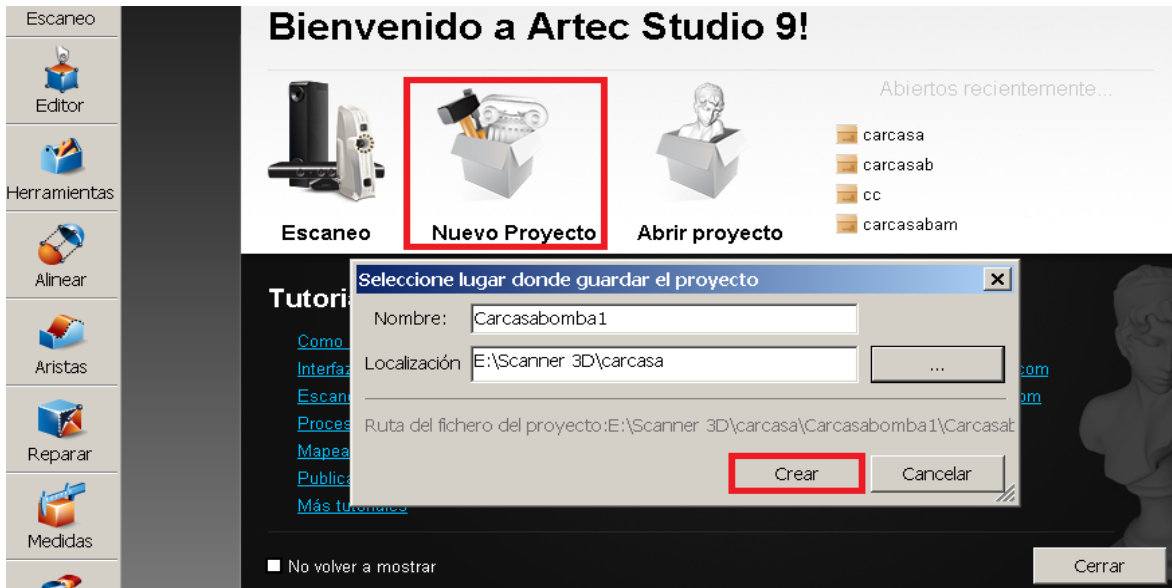 Escaneo
Editor
Herramientas
Alinear
Aristas
Reparar
Medidas
Bienvenido a Artec Studio 9!
Escaneo
Nuevo Proyecto
Abrir proyecto
Abiertos recientemente...
carcasa
carcasab
cc
carcasabam
Seleccione lugar donde guardar el proyecto
Nombre: Carcasabomba1
Localización E:\Scanner 3D\carcasa ...
Ruta del fichero del proyecto:E:\Scanner 3D\carcasa\Carcasabomba1\Carcasab
Crear Cancelar
Como
Más tutoriales
No volver a mostrar
Cerrar